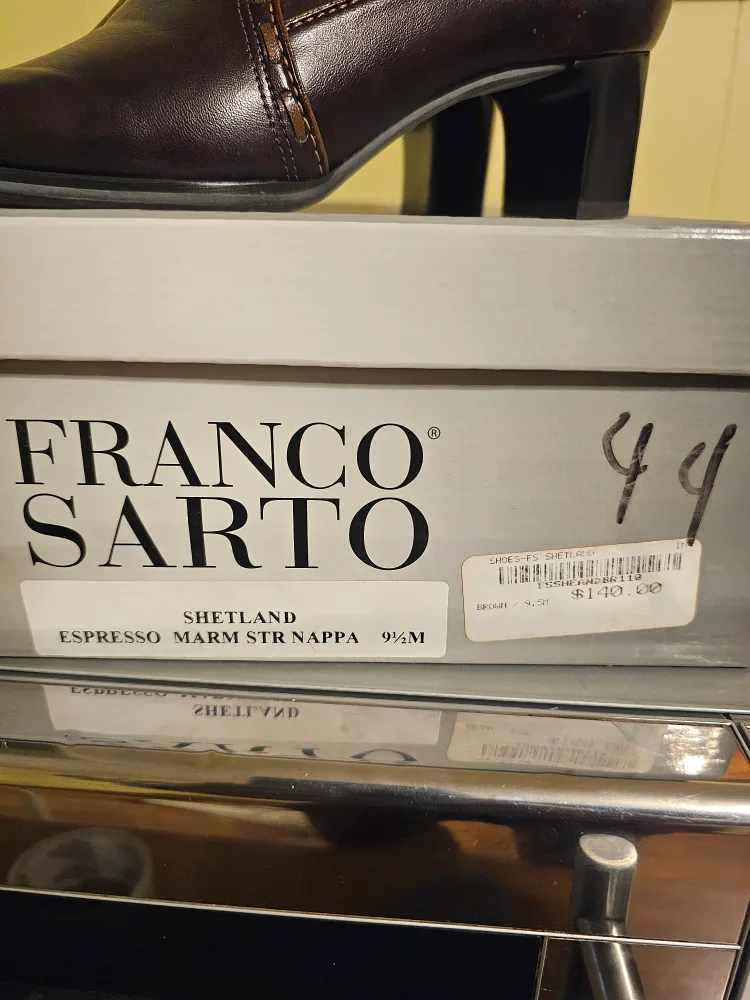 FRANCO®
SARTO
44
SHETLAND
ESPRESSO MARM STR NAPPA 9½M
SHOES-FS SHETLAND
$140.00
BROWN / 9.5M